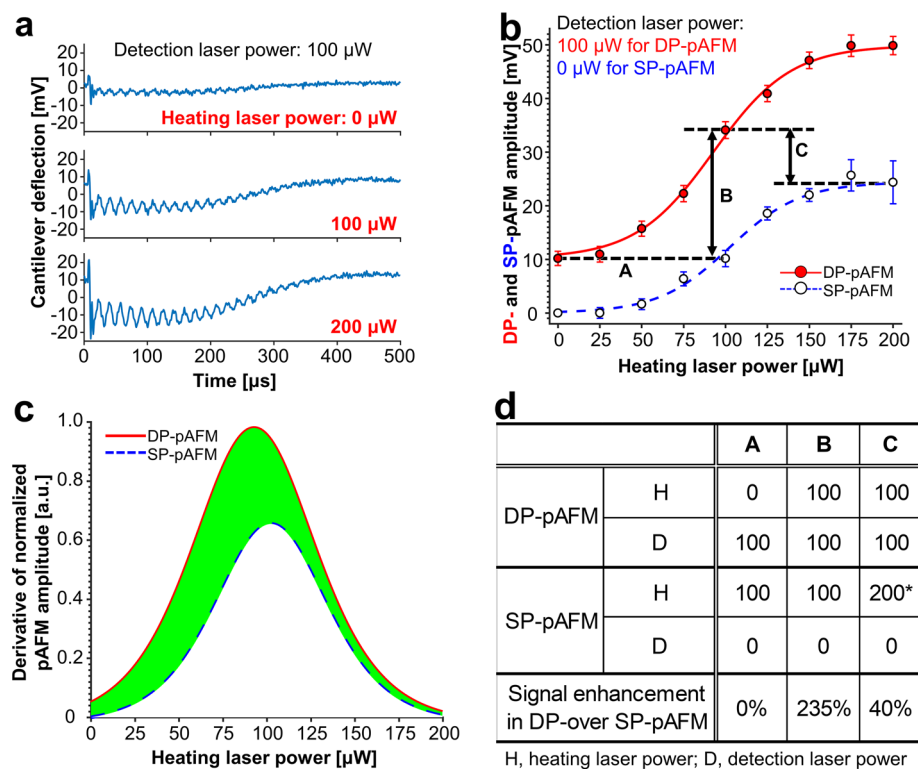 a
Detection laser power: 100 µW
Cantilever deflection [mV]
20
10
0
-10
-20
Heating laser power: 0 µW
20
10
0
-10
-20
100 µW
20
10
0
-10
-20
200 µW
0 100 200 300 400 500
Time [µs]
b
Detection laser power:
100 µW for DP-pAFM
0 µW for SP-pAFM
DP- and SP-pAFM amplitude [mV]
50
40
30
20
10
0
A
B
C
DP-pAFM
SP-pAFM
0 25 50 75 100 125 150 175 200
Heating laser power [µW]
c
Derivative of normalized
pAFM amplitude [a.u.]
1.0
0.8
0.6
0.4
0.2
0
DP-pAFM
SP-pAFM
0 25 50 75 100 125 150 175 200
Heating laser power [µW]
d
A B C
DP-pAFM H 0 100 100
D 100 100 100
SP-pAFM H 100 100 200*
D 0 0 0
Signal enhancement
in DP-over SP-pAFM 0% 235% 40%
H, heating laser power; D, detection laser power